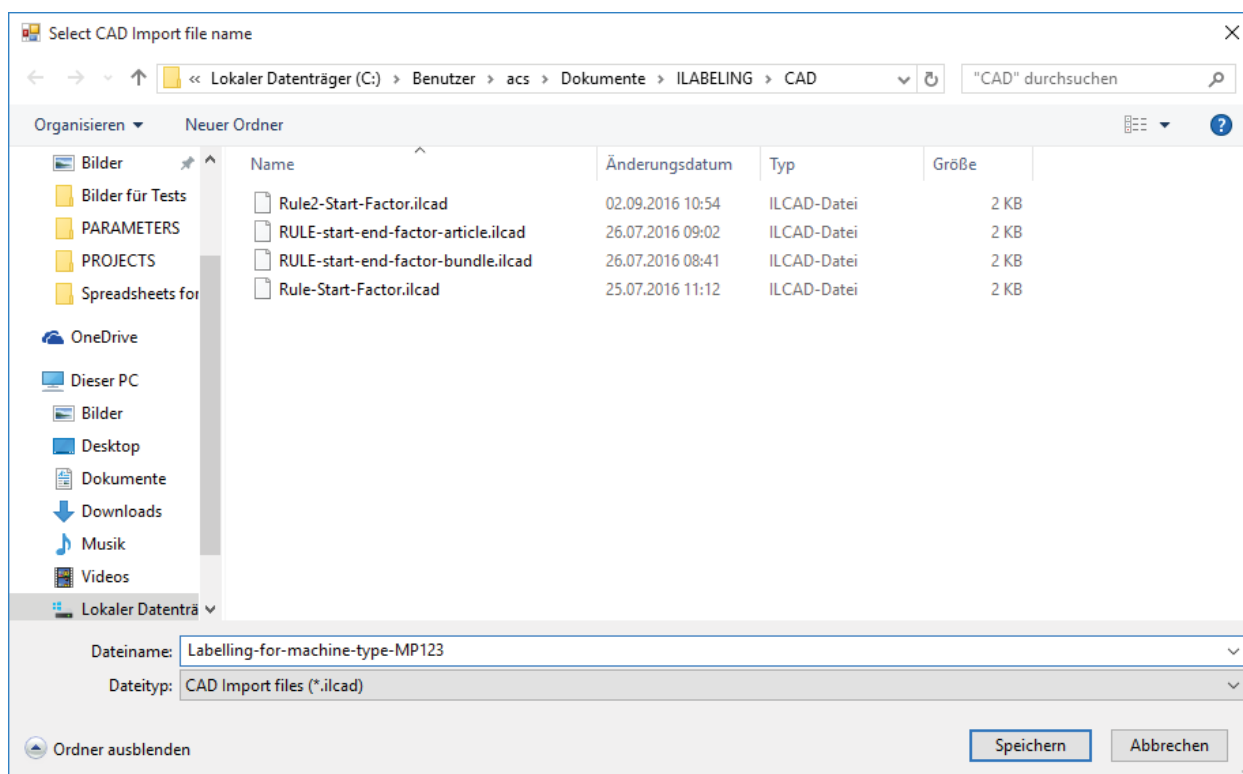 Select CAD Import file name
« Lokaler Datenträger (C:) > Benutzer > acs > Dokumente > ILABELING > CAD "CAD" durchsuchen
Organisieren Neuer Ordner
Name Änderungsdatum Typ Größe
Bilder
Bilder für Tests
PARAMETERS
PROJECTS
Spreadsheets for
OneDrive
Dieser PC
Bilder
Desktop
Dokumente
Downloads
Musik
Videos
Lokaler Datenträ
Rule2-Start-Factor.ilcad 02.09.2016 10:54 ILCAD-Datei 2 KB
RULE-start-end-factor-article.ilcad 26.07.2016 09:02 ILCAD-Datei 2 KB
RULE-start-end-factor-bundle.ilcad 26.07.2016 08:41 ILCAD-Datei 2 KB
Rule-Start-Factor.ilcad 25.07.2016 11:12 ILCAD-Datei 2 KB
Dateiname: Labelling-for-machine-type-MP123
Dateityp: CAD Import files (*.ilcad)
Ordner ausblenden Speichern Abbrechen